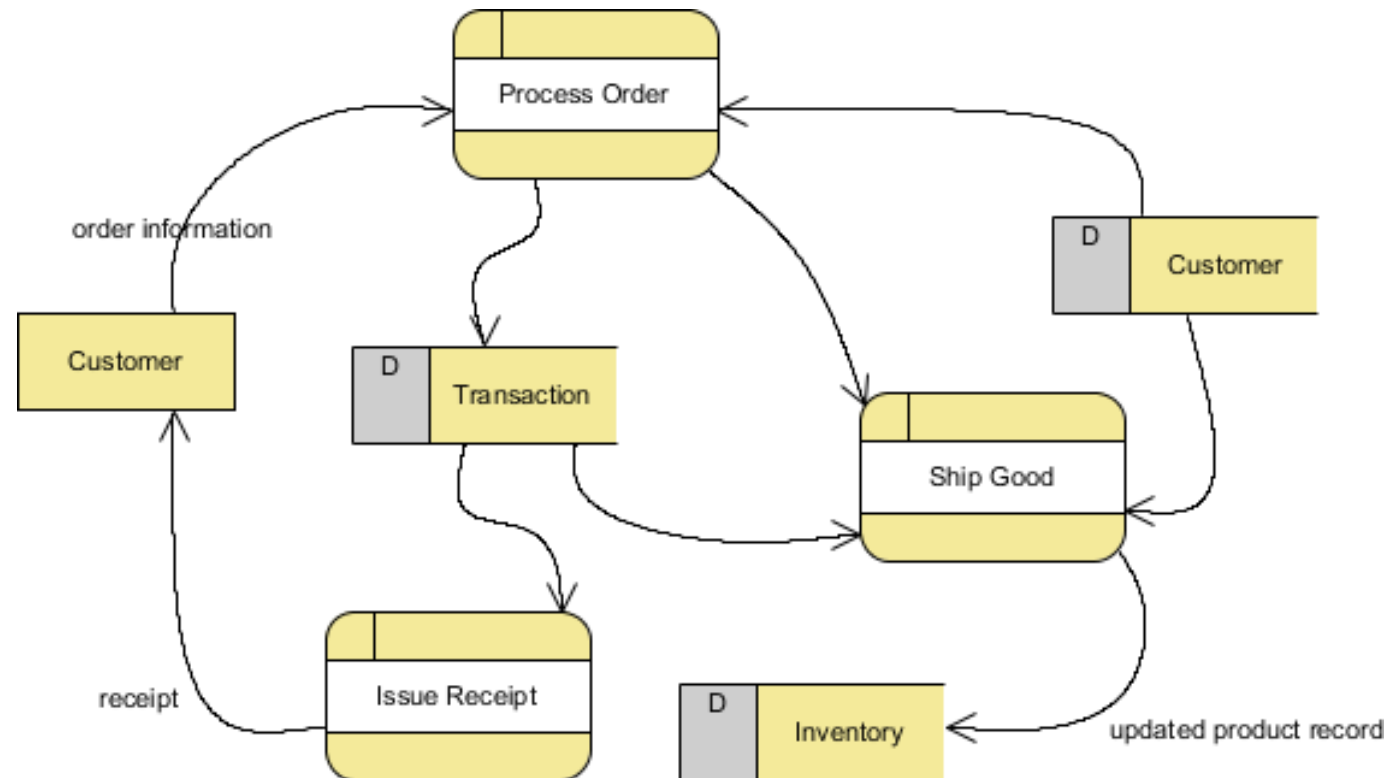 Process Order
order information
D
Customer
Customer
D
Transaction
Ship Good
Issue Receipt
receipt
D
Inventory
updated product record